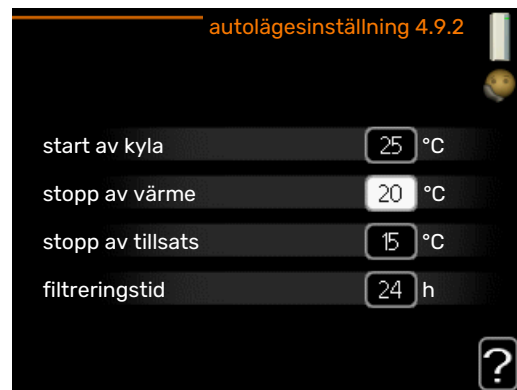 autolägesinställning 4.9.2
start av kyla 25 °C
stopp av värme 20 °C
stopp av tillsats 15 °C
filtreringstid 24 h
?